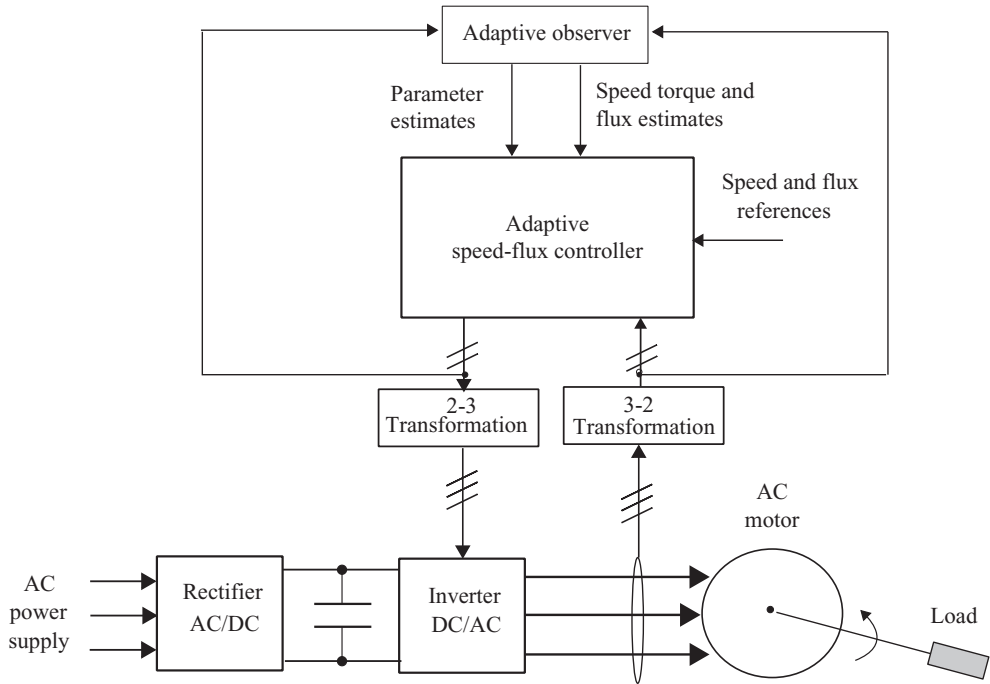 Adaptive observer
Parameter
estimates
Speed torque and
flux estimates
Speed and flux
references
Adaptive
speed-flux controller
2-3
Transformation
3-2
Transformation
AC
motor
AC
power
supply
Rectifier
AC/DC
Inverter
DC/AC
Load